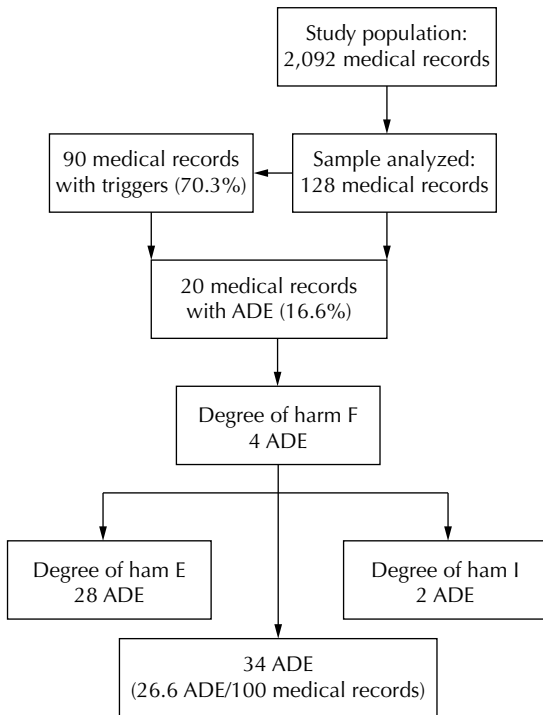 Study population:
2,092 medical records
90 medical records
with triggers (70.3%)
Sample analyzed:
128 medical records
20 medical records
with ADE (16.6%)
Degree of harm F
4 ADE
Degree of ham E
28 ADE
Degree of ham I
2 ADE
34 ADE
(26.6 ADE/100 medical records)